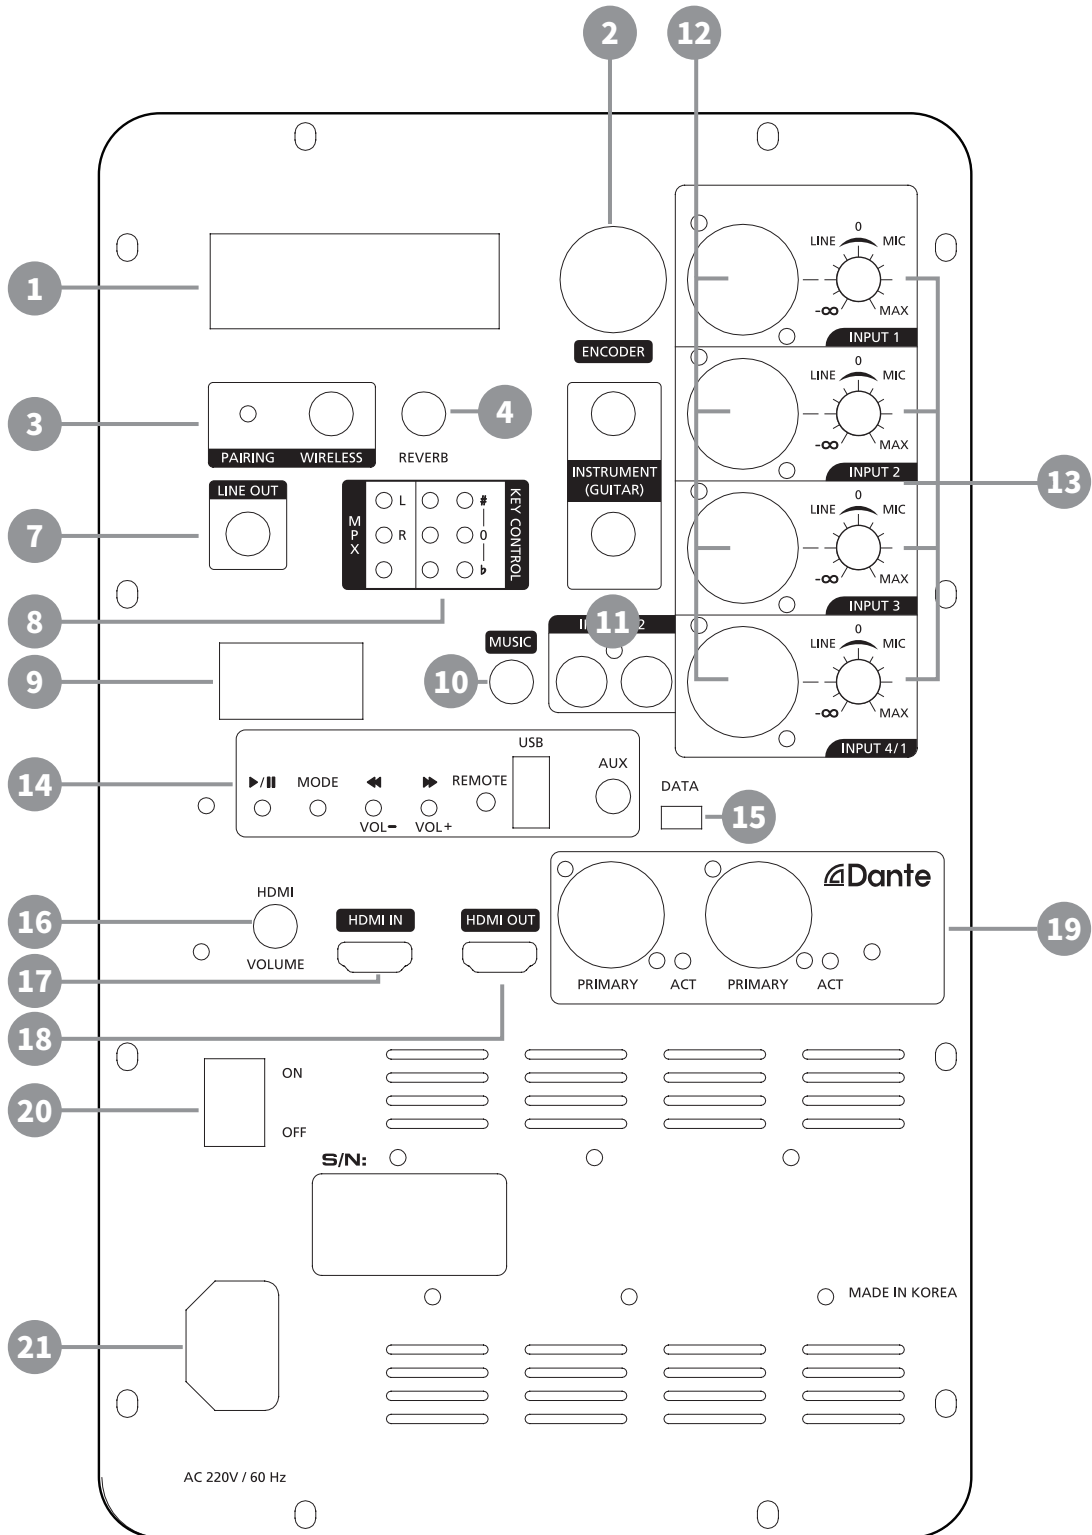 2
12
0
LINE
MIC
1
-∞
MAX
INPUT 1
ENCODER
0
LINE
MIC
3
4
-∞
MAX
PAIRING
WIRELESS
REVERB
INSTRUMENT
(GUITAR)
INPUT 2
13
LINE OUT
MPX
L
R
#
0
♭
KEY CONTROL
0
LINE
MIC
7
-∞
MAX
INPUT 3
8
11
2
MUSIC
0
LINE
MIC
9
10
-∞
MAX
INPUT 4/1
USB
14
▶/II
MODE
◀◀
▶▶
REMOTE
AUX
VOL-
VOL+
DATA
15
Dante
HDMI
16
HDMI IN
HDMI OUT
19
VOLUME
17
PRIMARY
ACT
PRIMARY
ACT
18
ON
20
OFF
S/N:
MADE IN KOREA
21
AC 220V / 60 Hz